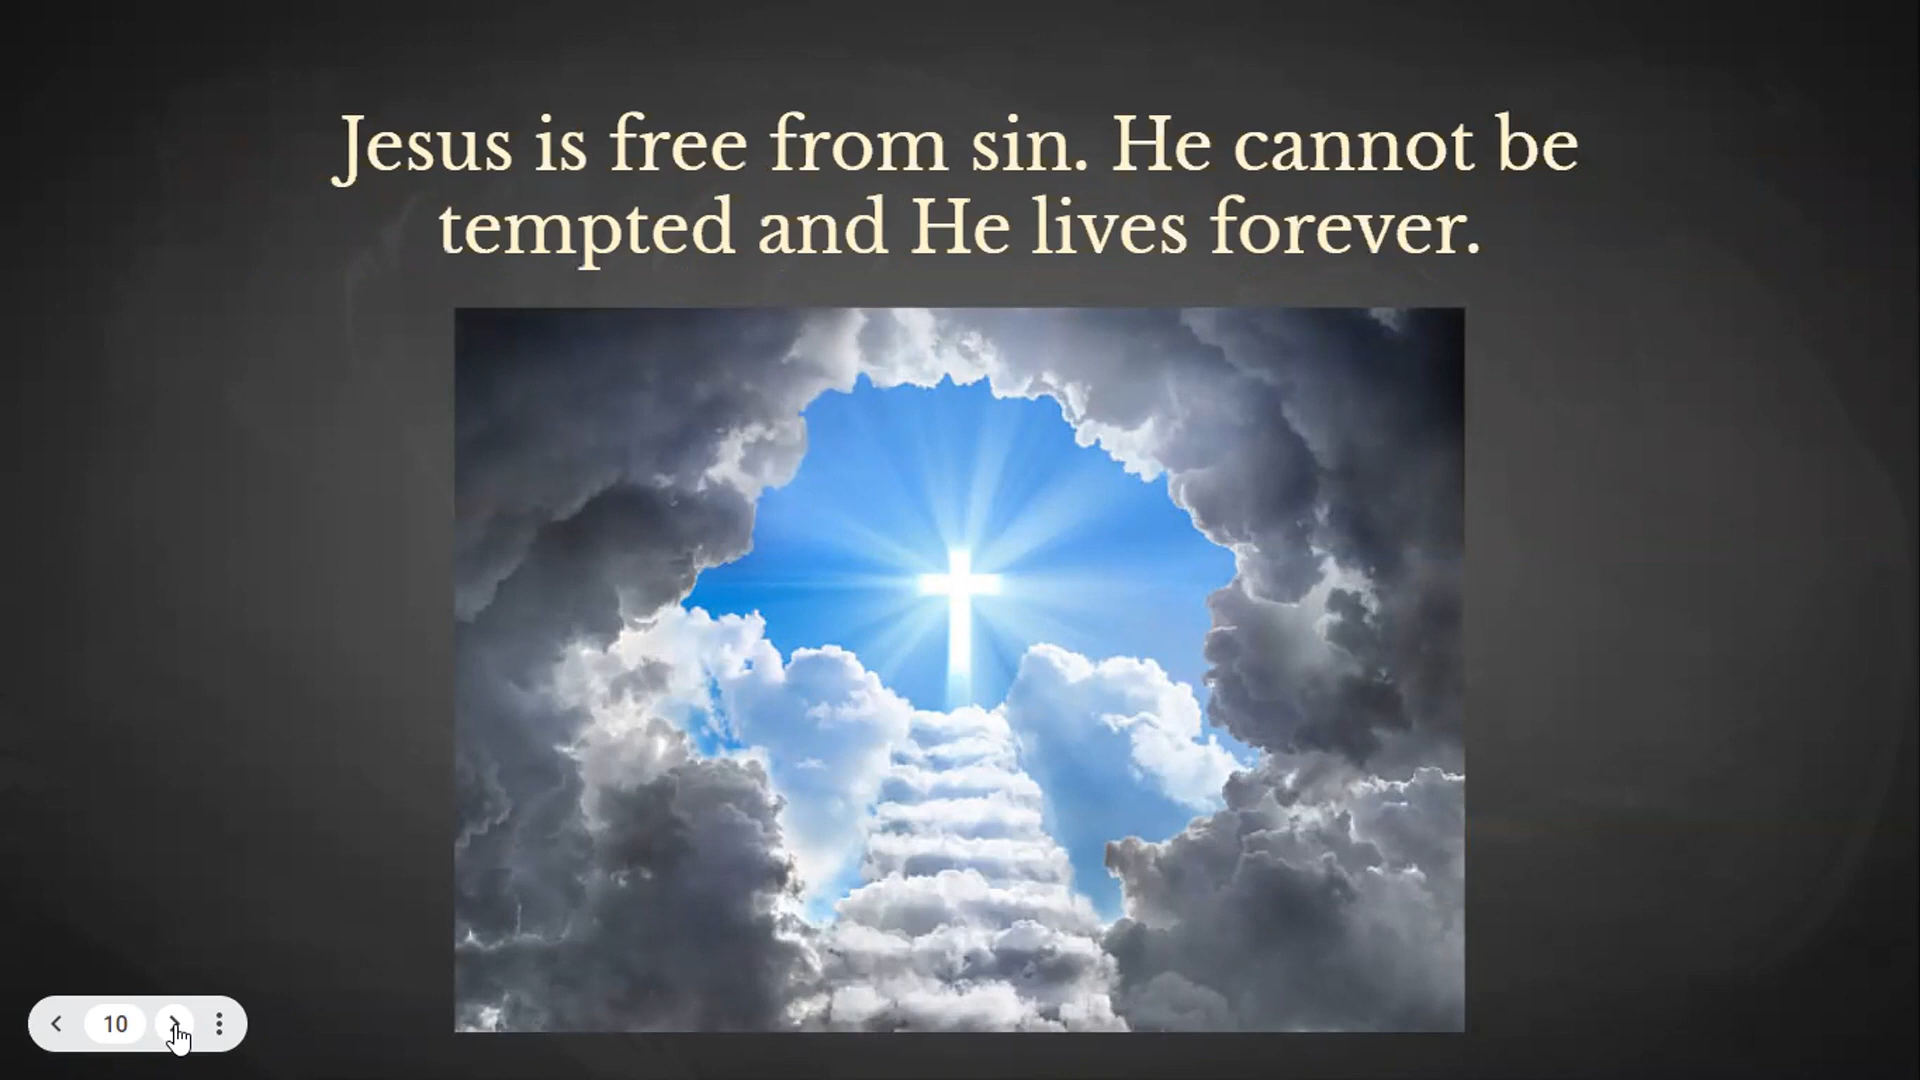 Jesus is free from sin. He cannot be
tempted and He lives forever.
10